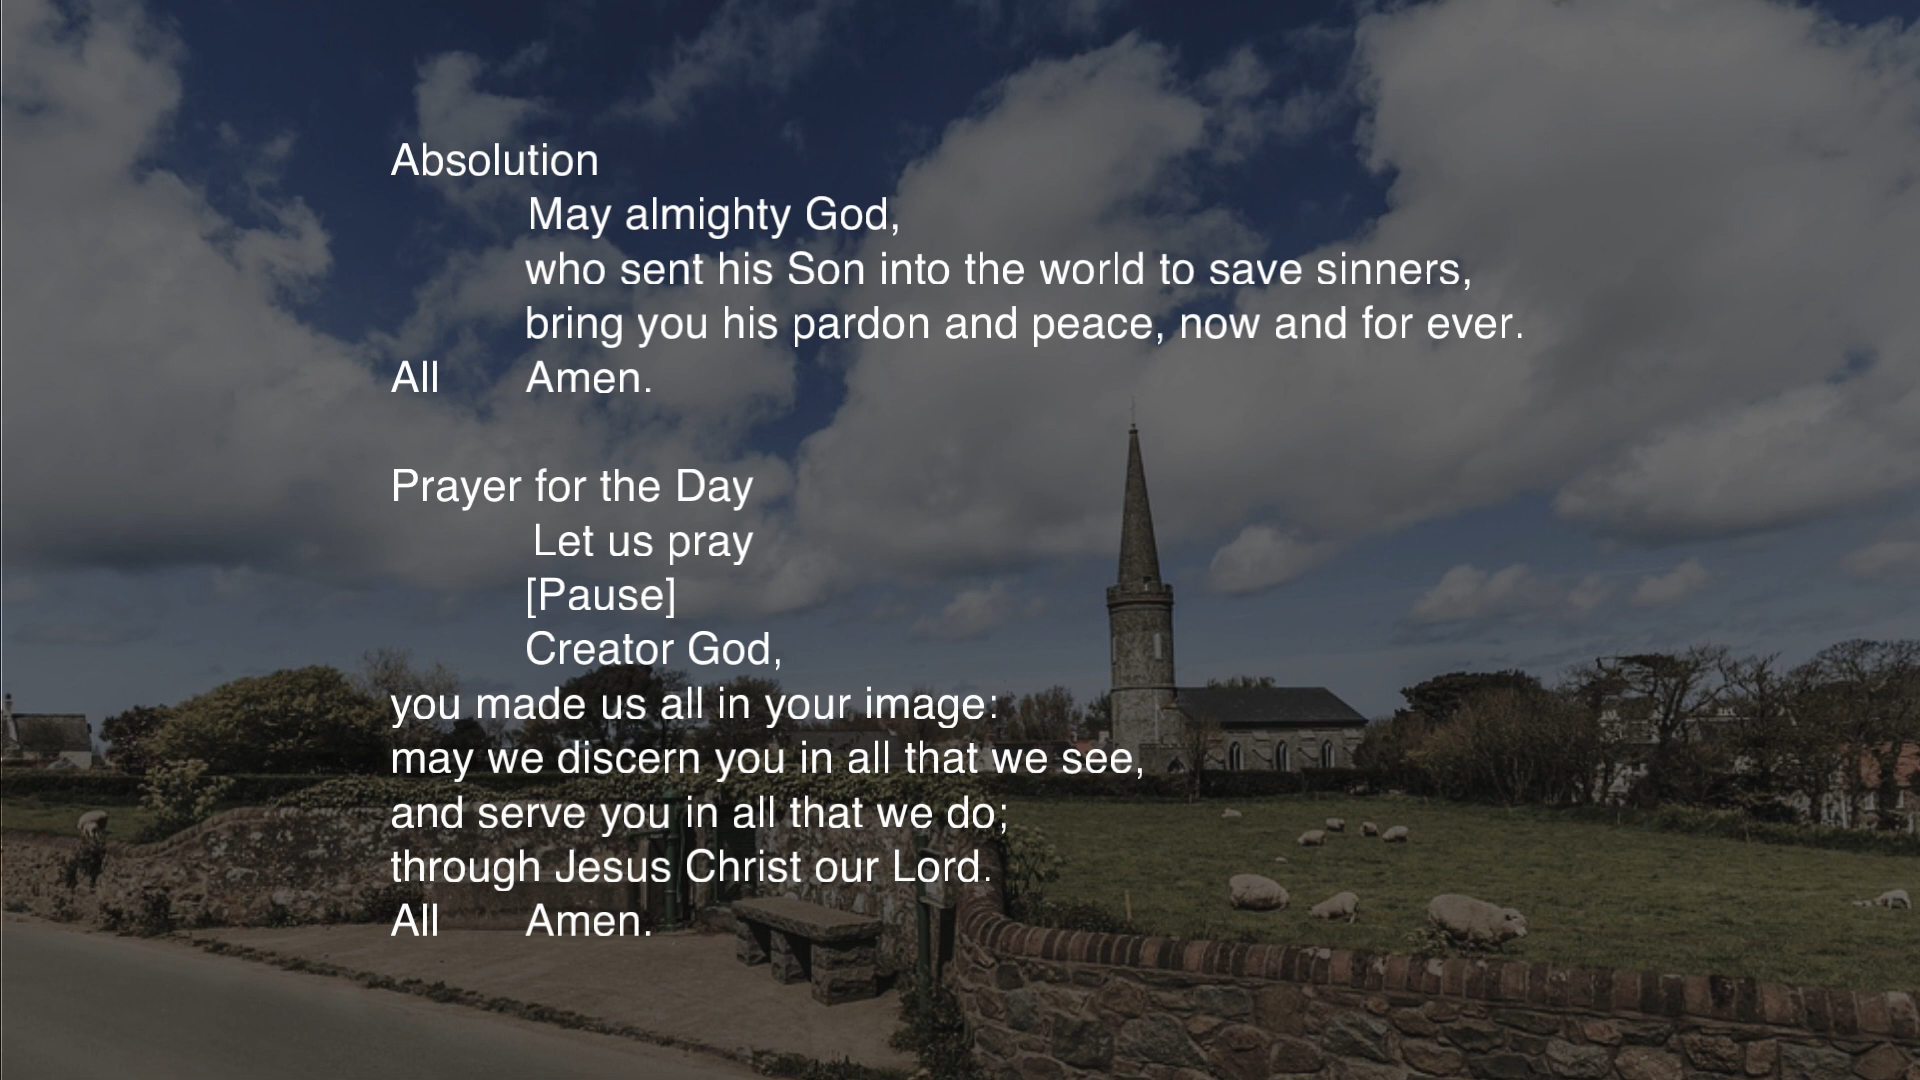 Absolution
May almighty God,
who sent his Son into the world to save sinners,
bring you his pardon and peace, now and for ever.
All Amen.
Prayer for the Day
Let us pray
[Pause]
Creator God,
you made us all in your image:
may we discern you in all that we see,
and serve you in all that we do;
through Jesus Christ our Lord.
All Amen.